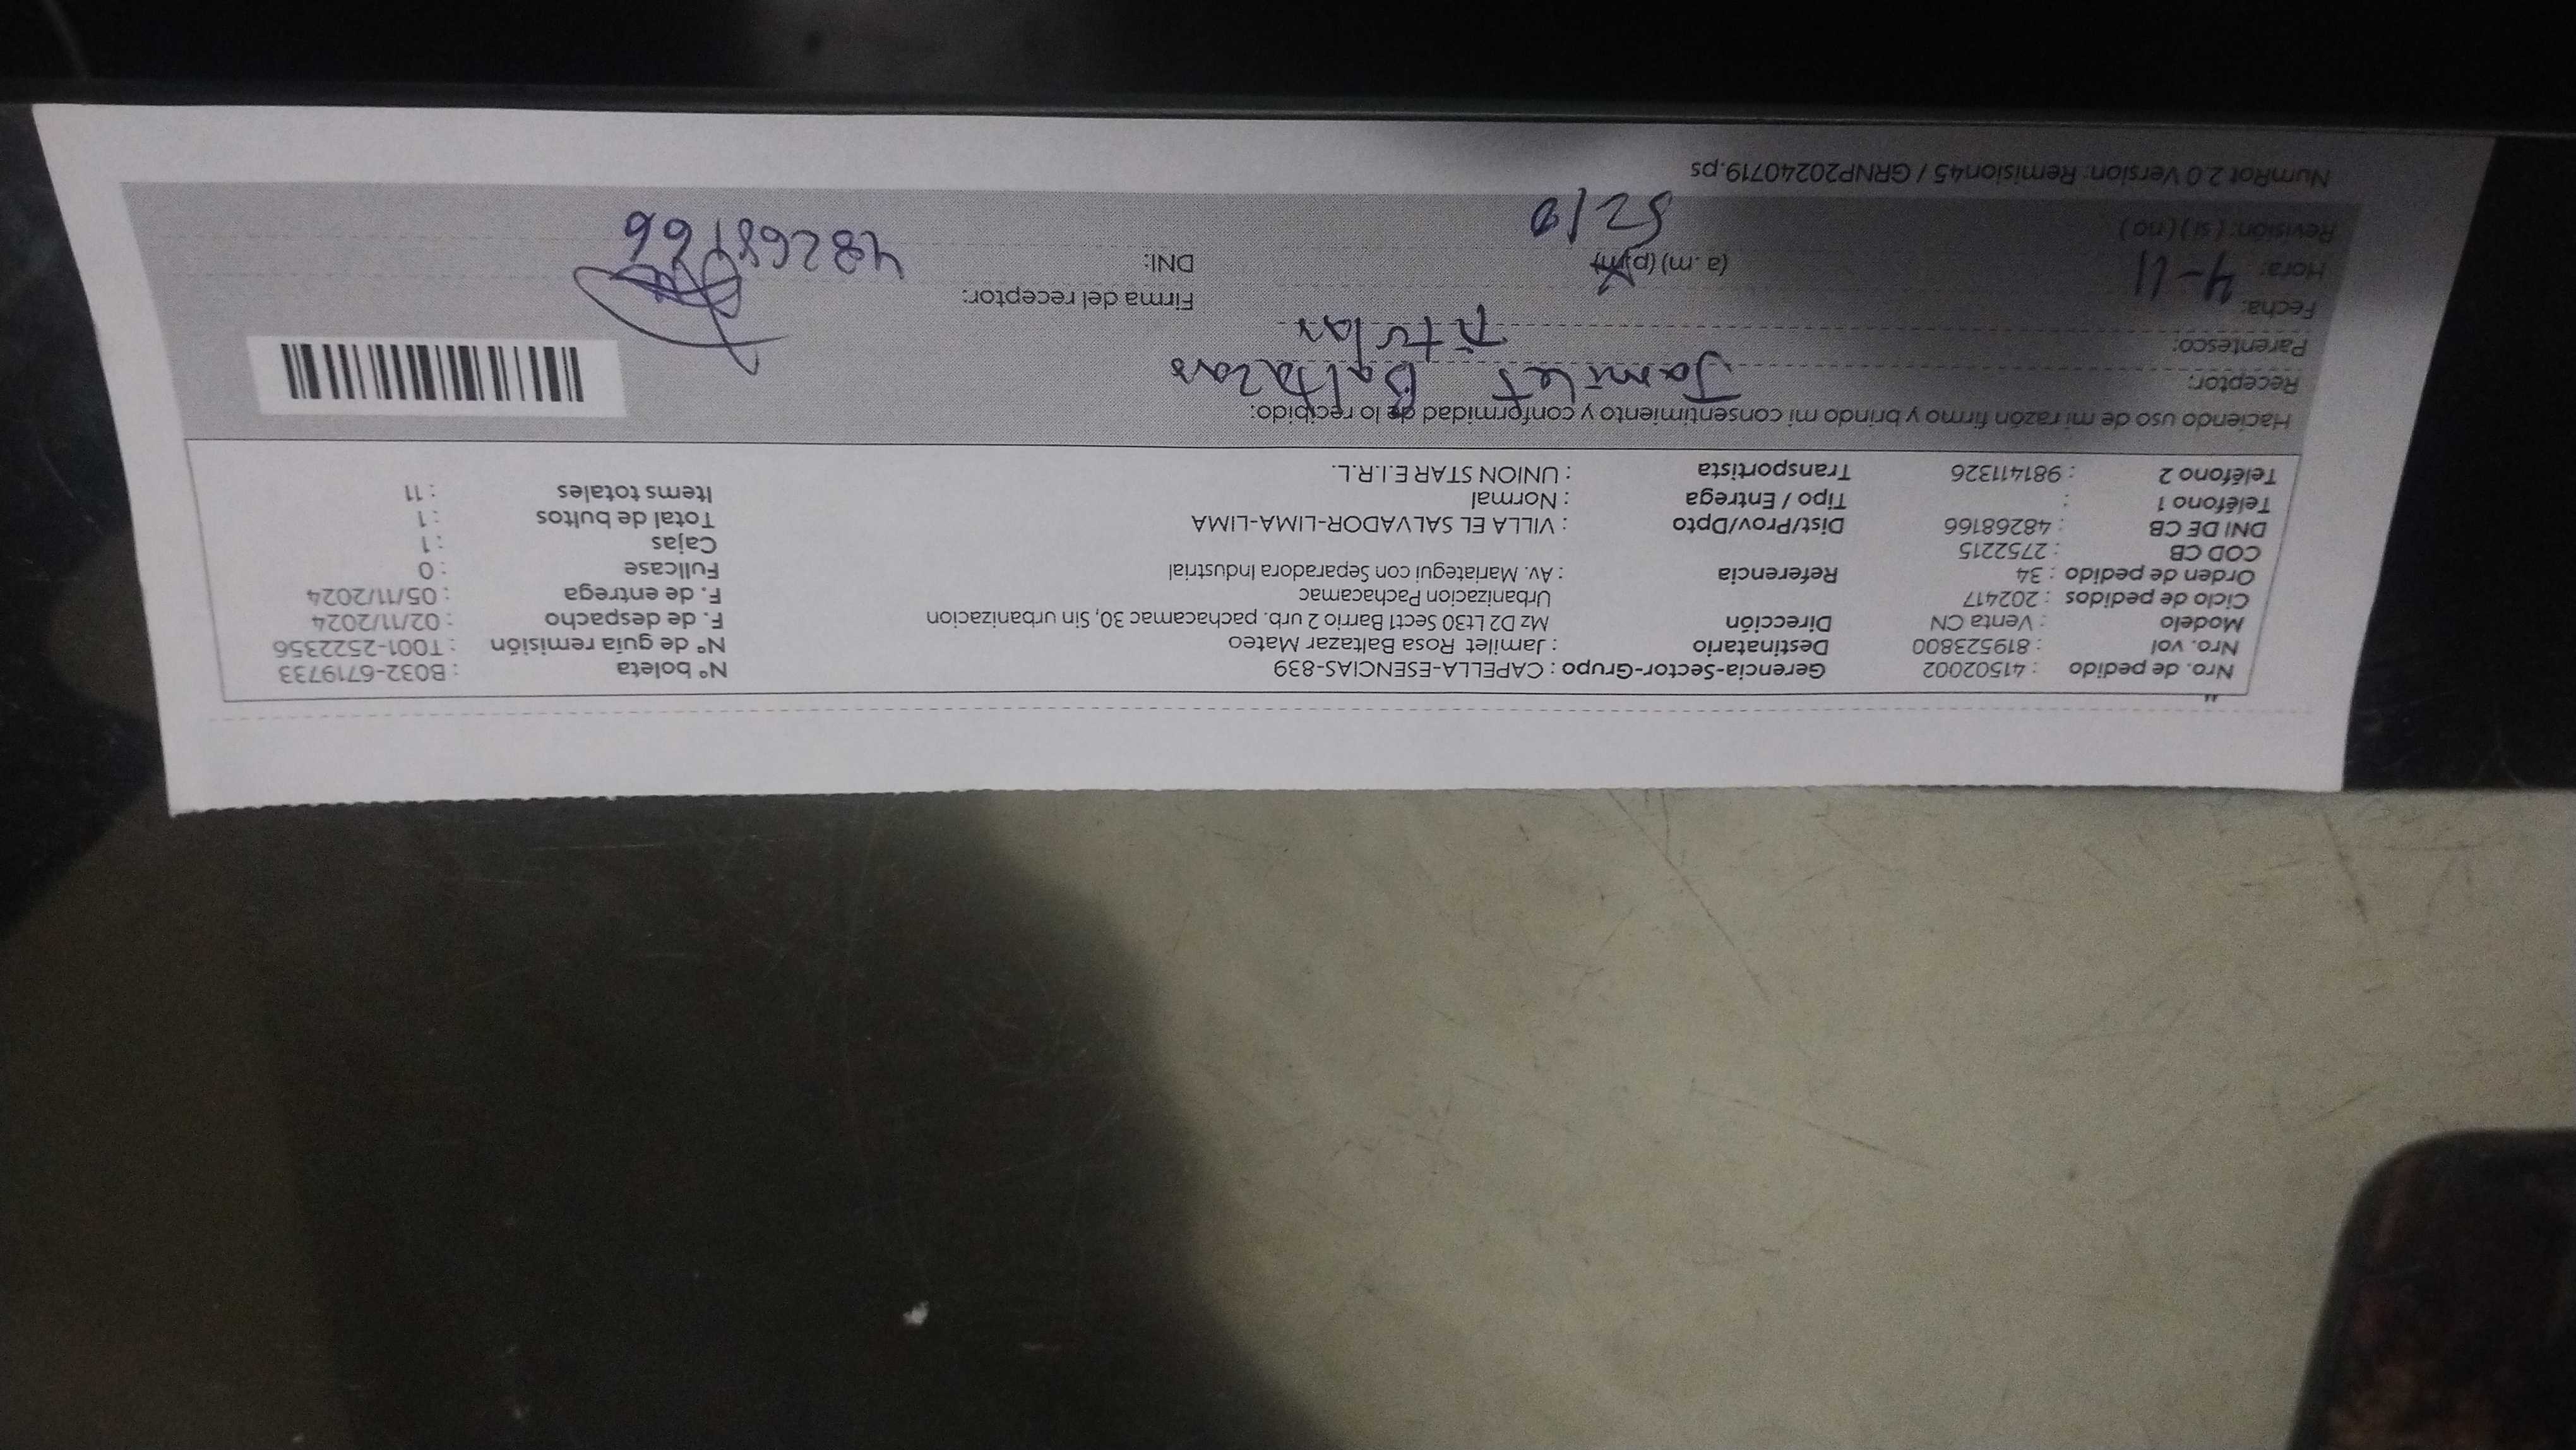 Nro. de pedido : 41502002 Gerencia-Sector-Grupo : CAPELLA-ESENCIAS-839 Nº boleta : B032-6719733
Nro. vol : 819523800 Destinatario : Jamilet Rosa Baltazar Mateo Nº de guia remisión : T001-2522356
Modelo : Venta CN Dirección Mz D2 Lt30 Sect1 Barrio 2 urb. pachacamac 30, Sin urbanizacion F. de despacho : 02/11/2024
Ciclo de pedidos : 202417 Urbanizacion Pachacamac F. de entrega : 05/11/2024
Orden de pedido : 34 Referencia : Av. Mariategui con Separadora Industrial Fullcase : 0
COD CB : 2752215 Cajas : 1
DNI DE CB : 48268166 Dist/Prov/Dpto : VILLA EL SALVADOR-LIMA-LIMA Total de bultos : 1
Teléfono 1 : Tipo / Entrega : Normal Items totales : 11
Teléfono 2 : 981411326 Transportista : UNION STAR E.I.R.L.
Haciendo uso de mi razón firmo y brindo mi consentimiento y conformidad de lo recibido:
Receptor: Jamilet Baltazar
Parentesco: Titular
Fecha: 4-11 Firma del receptor:
Hora: (a.m) (p.m) DNI: 48268166
Revisión: ( si ) ( no )
NumRot 2.0 Version: Remision45 / GRNP20240719.ps